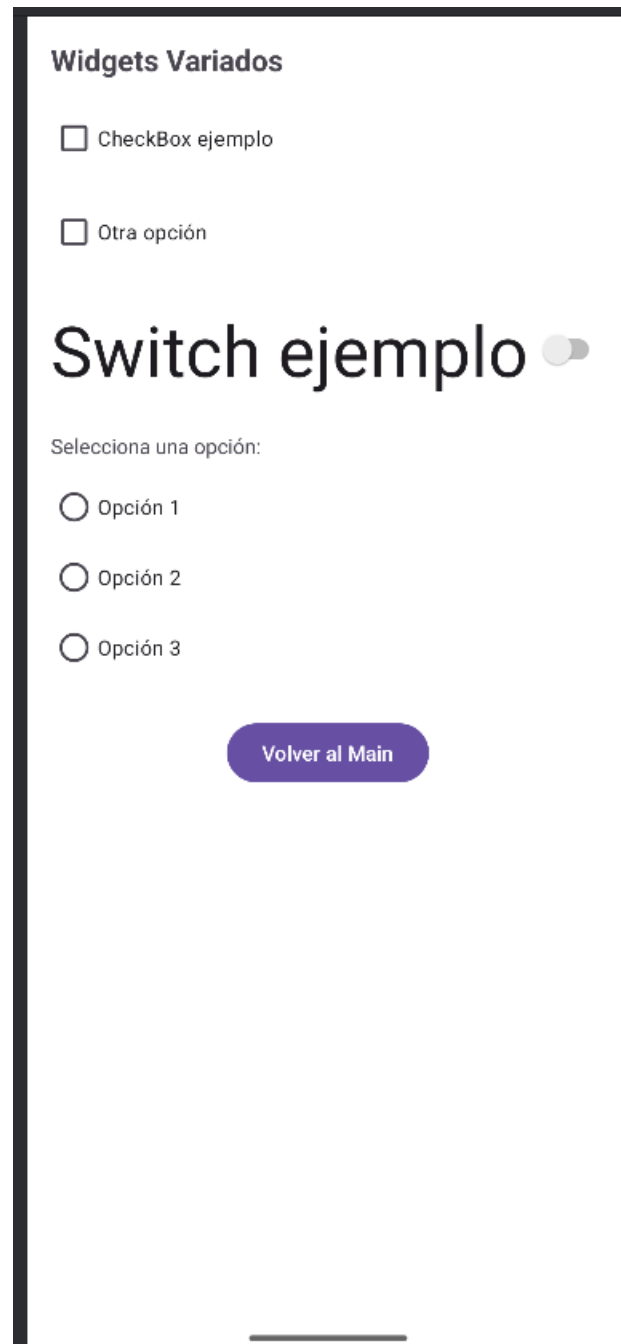 Widgets Variados
CheckBox ejemplo
Otra opción
Switch ejemplo
Selecciona una opción:
Opción 1
Opción 2
Opción 3
Volver al Main